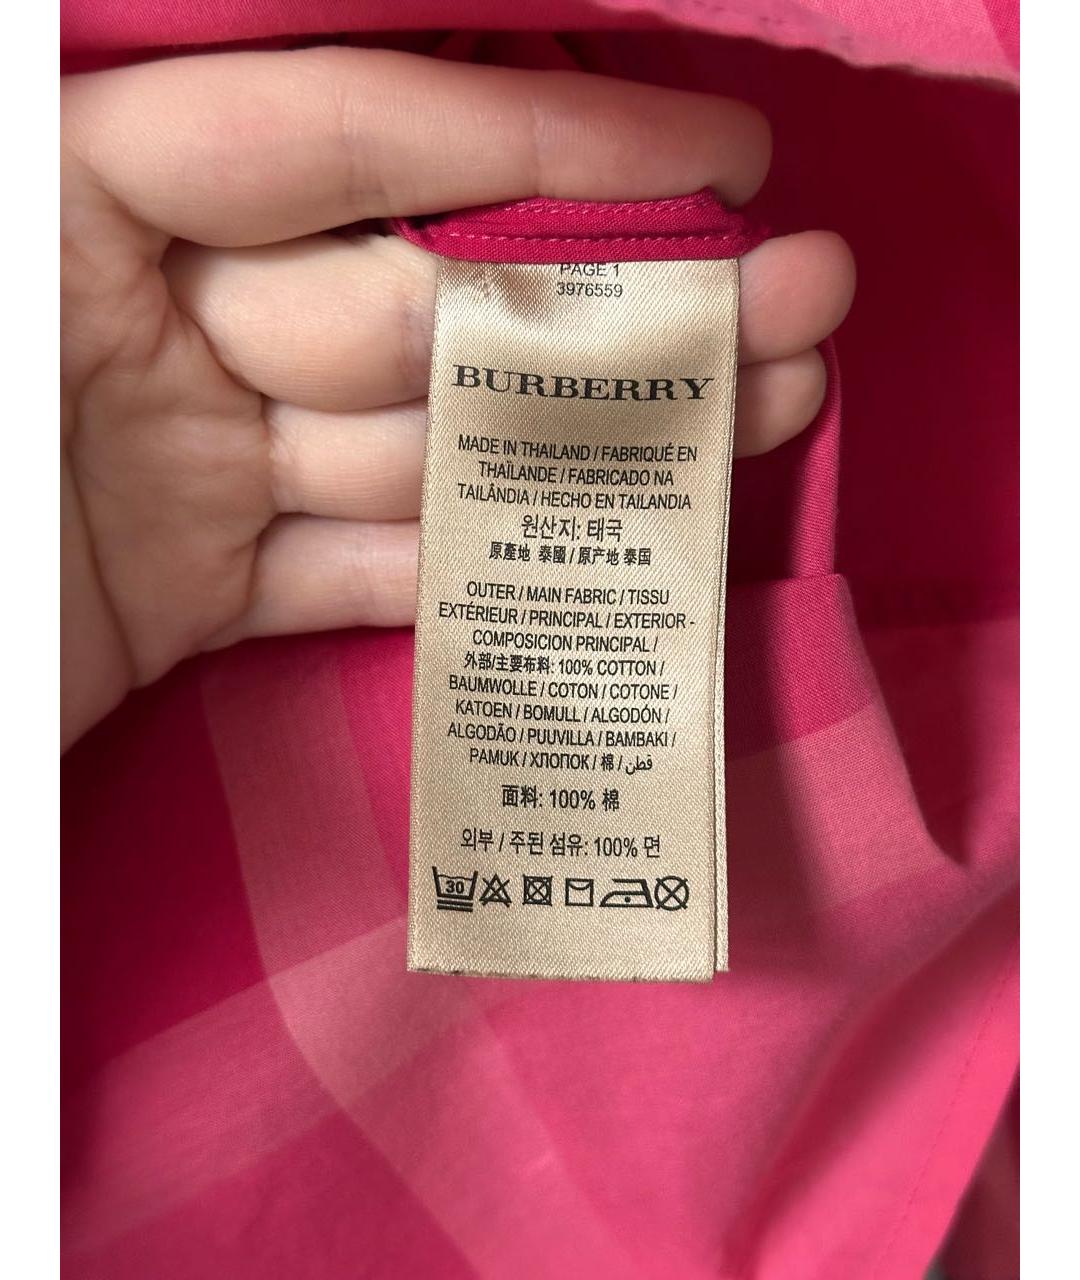 PAGE 1
3976559
BURBERRY
MADE IN THAILAND / FABRIQUÉ EN
THAÏLANDE / FABRICADO NA
TAILÂNDIA / HECHO EN TAILANDIA
원산지: 태국
原產地 泰國 / 原产地 泰国
OUTER / MAIN FABRIC / TISSU
EXTÉRIEUR / PRINCIPAL / EXTERIOR -
COMPOSICION PRINCIPAL /
外部/主要布料: 100% COTTON /
BAUMWOLLE / COTON / COTONE /
KATOEN / BOMULL / ALGODÓN /
ALGODÃO / PUUVILLA / BAMBAKI /
PAMUK / ХЛОПОК / 棉 / قطن
面料: 100% 棉
외부 / 주된 섬유: 100% 면
30